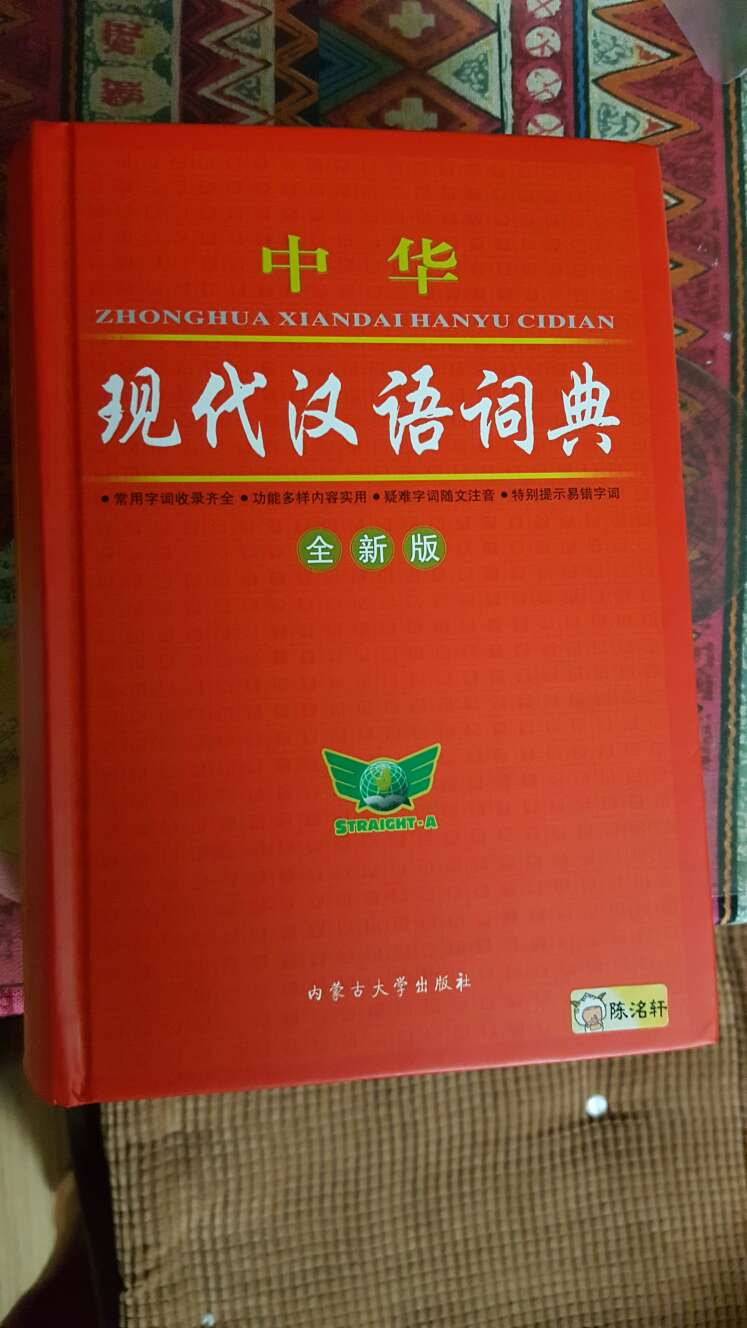 中华
ZHONGHUA XIANDAI HANYU CIDIAN
现代汉语词典
●常用字词收录齐全●功能多样内容实用●疑难字词随文注音●特别提示易错字词
全新版
STRAIGHT-A
内蒙古大学出版社
陈洺轩